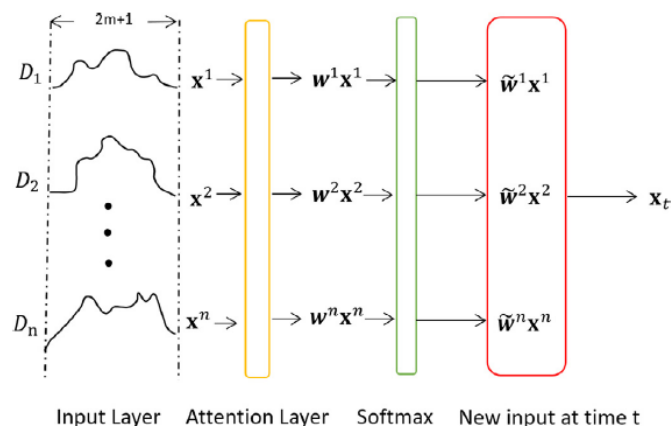 2m+1
D₁ x¹ w¹x¹ w̃¹x¹
D₂ x² w²x² w̃²x² xₜ
Dₙ xⁿ wⁿxⁿ w̃ⁿxⁿ
Input Layer Attention Layer Softmax New input at time t